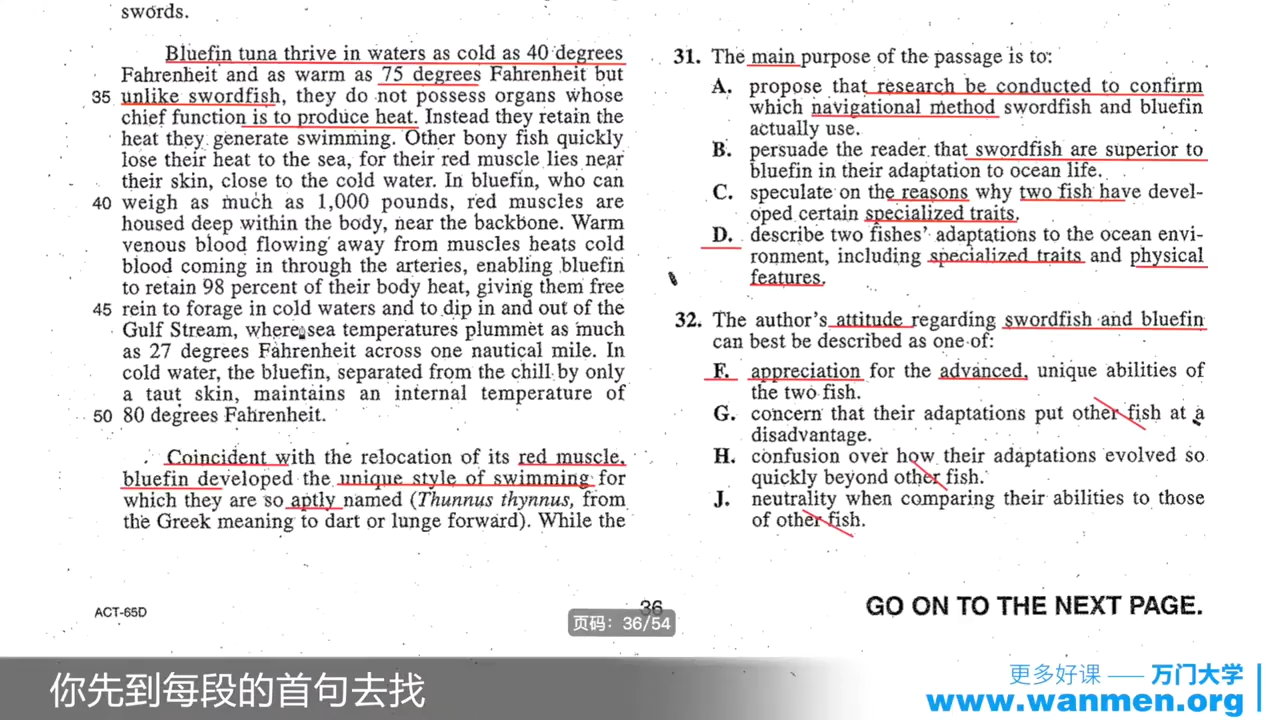 swords.
Bluefin tuna thrive in waters as cold as 40 degrees
Fahrenheit and as warm as 75 degrees Fahrenheit but
35 unlike swordfish, they do not possess organs whose
chief function is to produce heat. Instead they retain the
heat they generate swimming. Other bony fish quickly
lose their heat to the sea, for their red muscle lies near
their skin, close to the cold water. In bluefin, who can
40 weigh as much as 1,000 pounds, red muscles are
housed deep within the body, near the backbone. Warm
venous blood flowing away from muscles heats cold
blood coming in through the arteries, enabling bluefin
to retain 98 percent of their body heat, giving them free
45 rein to forage in cold waters and to dip in and out of the
Gulf Stream, where sea temperatures plummet as much
as 27 degrees Fahrenheit across one nautical mile. In
cold water, the bluefin, separated from the chill by only
a taut skin, maintains an internal temperature of
50 80 degrees Fahrenheit.
Coincident with the relocation of its red muscle,
bluefin developed the unique style of swimming for
which they are so aptly named (Thunnus thynnus, from
the Greek meaning to dart or lunge forward). While the
31. The main purpose of the passage is to:
A. propose that research be conducted to confirm
which navigational method swordfish and bluefin
actually use.
B. persuade the reader that swordfish are superior to
bluefin in their adaptation to ocean life.
C. speculate on the reasons why two fish have devel-
oped certain specialized traits.
D. describe two fishes' adaptations to the ocean envi-
ronment, including specialized traits and physical
features.
32. The author's attitude regarding swordfish and bluefin
can best be described as one of:
F. appreciation for the advanced, unique abilities of
the two fish.
G. concern that their adaptations put other fish at a
disadvantage.
H. confusion over how their adaptations evolved so
quickly beyond other fish.
J. neutrality when comparing their abilities to those
of other fish.
ACT-65D
36
GO ON TO THE NEXT PAGE.
页码：36/54
你先到每段的首句去找
更多好课 —— 万门大学
www.wanmen.org